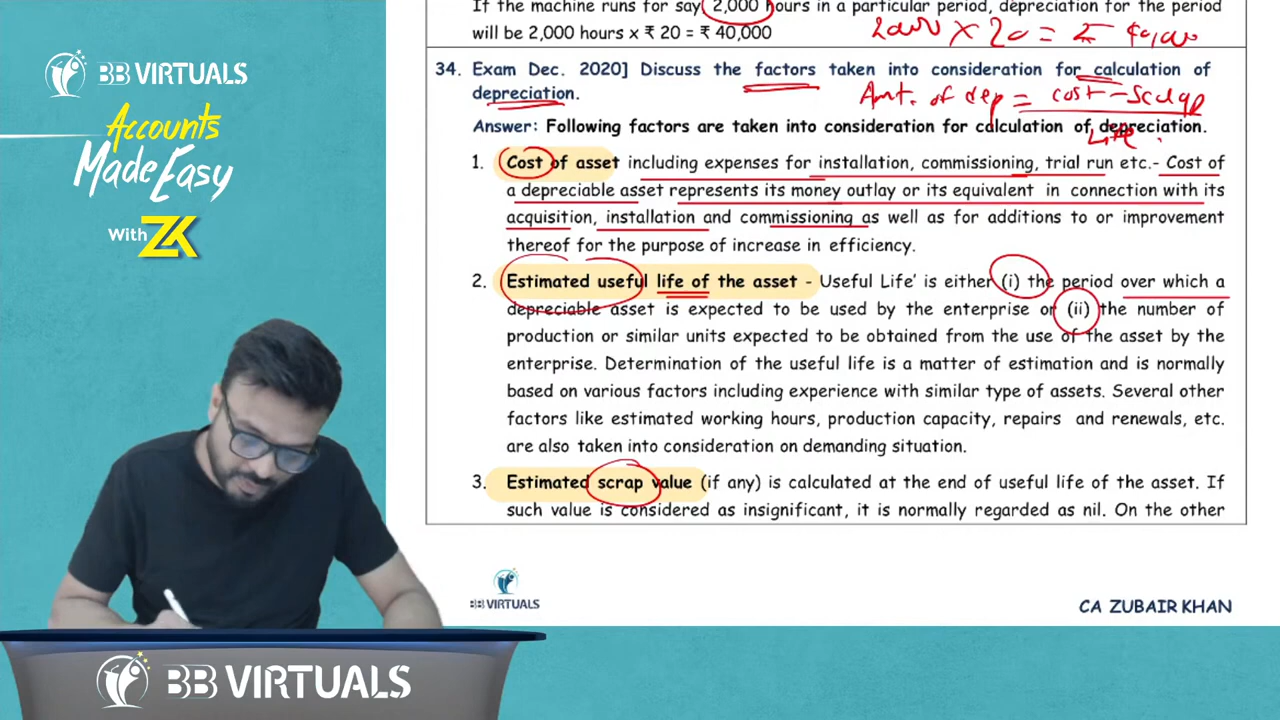 BB VIRTUALS
Accounts
Made Easy
With ZK
If the machine runs for say 2,000 hours in a particular period, depreciation for the period
will be 2,000 hours x ₹ 20 = ₹ 40,000
2000 × 20 = ₹ 40,000
34. Exam Dec. 2020] Discuss the factors taken into consideration for calculation of
depreciation.
Amt. of dep = cost - scrap
Life
Answer: Following factors are taken into consideration for calculation of depreciation.
1. Cost of asset including expenses for installation, commissioning, trial run etc.- Cost of
a depreciable asset represents its money outlay or its equivalent in connection with its
acquisition, installation and commissioning as well as for additions to or improvement
thereof for the purpose of increase in efficiency.
2. Estimated useful life of the asset - Useful Life' is either (i) the period over which a
depreciable asset is expected to be used by the enterprise or (ii) the number of
production or similar units expected to be obtained from the use of the asset by the
enterprise. Determination of the useful life is a matter of estimation and is normally
based on various factors including experience with similar type of assets. Several other
factors like estimated working hours, production capacity, repairs and renewals, etc.
are also taken into consideration on demanding situation.
3. Estimated scrap value (if any) is calculated at the end of useful life of the asset. If
such value is considered as insignificant, it is normally regarded as nil. On the other
BB VIRTUALS
CA ZUBAIR KHAN
BB VIRTUALS